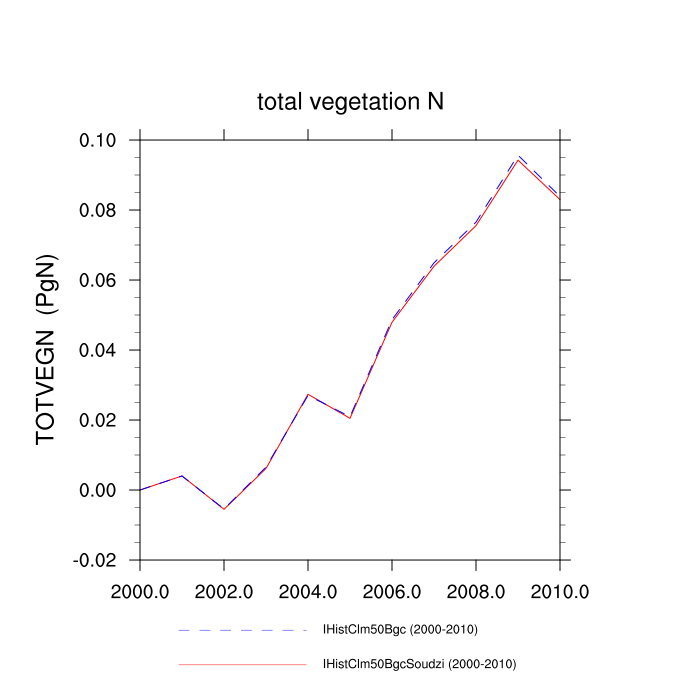 total vegetation N
TOTVEGN (PgN)
0.10
0.08
0.06
0.04
0.02
0.00
-0.02
2000.0 2002.0 2004.0 2006.0 2008.0 2010.0
IHistClm50Bgc (2000-2010)
IHistClm50BgcSoudzi (2000-2010)